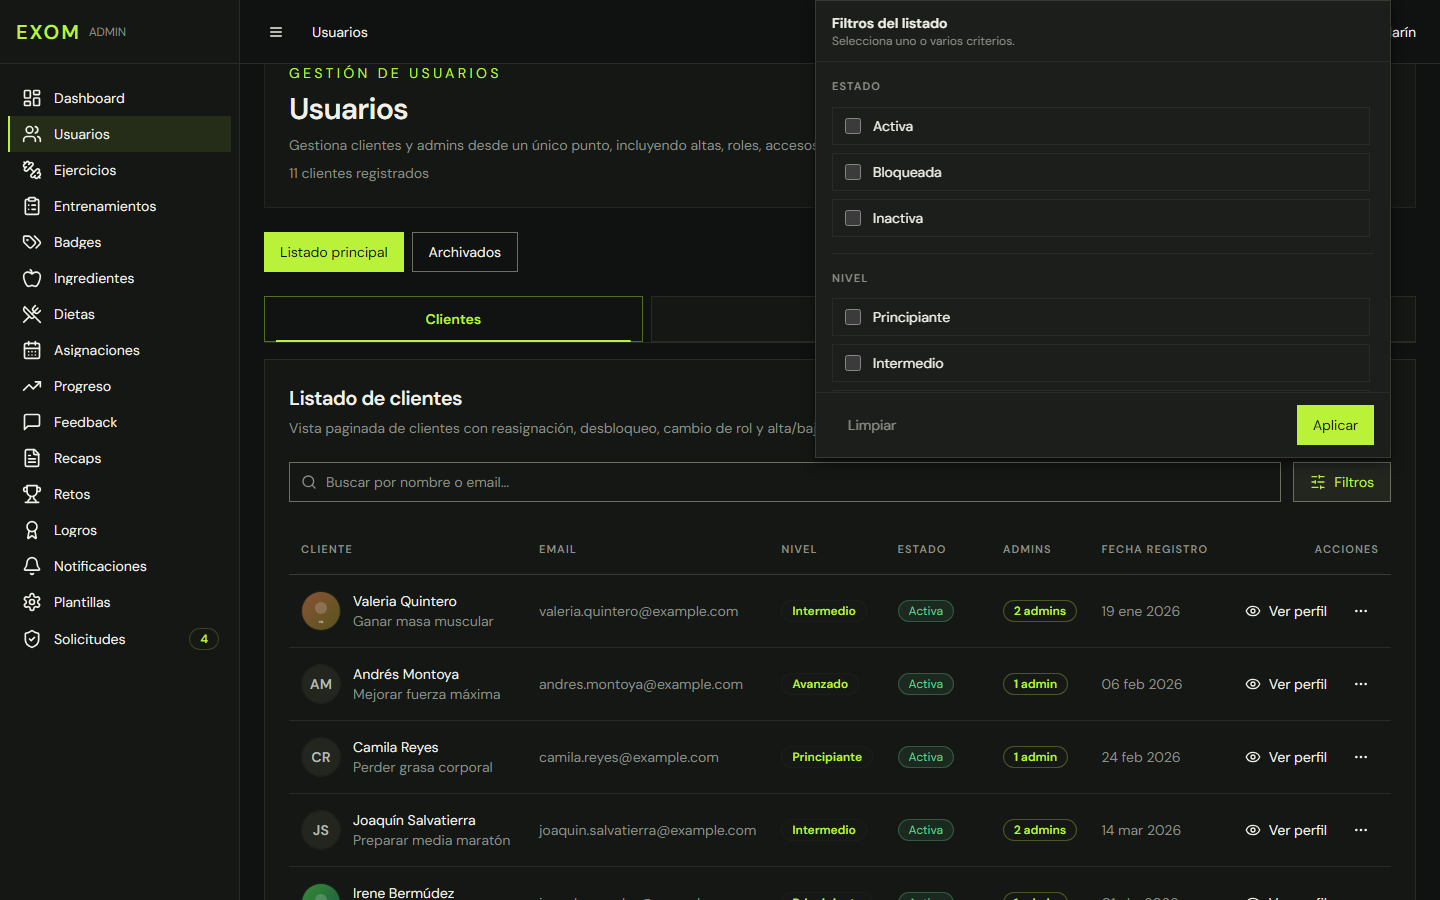 EXOM ADMIN
Dashboard
Usuarios
Ejercicios
Entrenamientos
Badges
Ingredientes
Dietas
Asignaciones
Progreso
Feedback
Recaps
Retos
Logros
Notificaciones
Plantillas
Solicitudes 4
Usuarios
arín
GESTIÓN DE USUARIOS
Usuarios
Gestiona clientes y admins desde un único punto, incluyendo altas, roles, accesos
11 clientes registrados
Listado principal
Archivados
Clientes
Filtros del listado
Selecciona uno o varios criterios.
ESTADO
Activa
Bloqueada
Inactiva
NIVEL
Principiante
Intermedio
Limpiar
Aplicar
Listado de clientes
Vista paginada de clientes con reasignación, desbloqueo, cambio de rol y alta/baj
Buscar por nombre o email...
Filtros
CLIENTE EMAIL NIVEL ESTADO ADMINS FECHA REGISTRO ACCIONES
Valeria Quintero
Ganar masa muscular
valeria.quintero@example.com Intermedio Activa 2 admins 19 ene 2026 Ver perfil
AM
Andrés Montoya
Mejorar fuerza máxima
andres.montoya@example.com Avanzado Activa 1 admin 06 feb 2026 Ver perfil
CR
Camila Reyes
Perder grasa corporal
camila.reyes@example.com Principiante Activa 1 admin 24 feb 2026 Ver perfil
JS
Joaquín Salvatierra
Preparar media maratón
joaquin.salvatierra@example.com Intermedio Activa 2 admins 14 mar 2026 Ver perfil
Irene Bermúdez